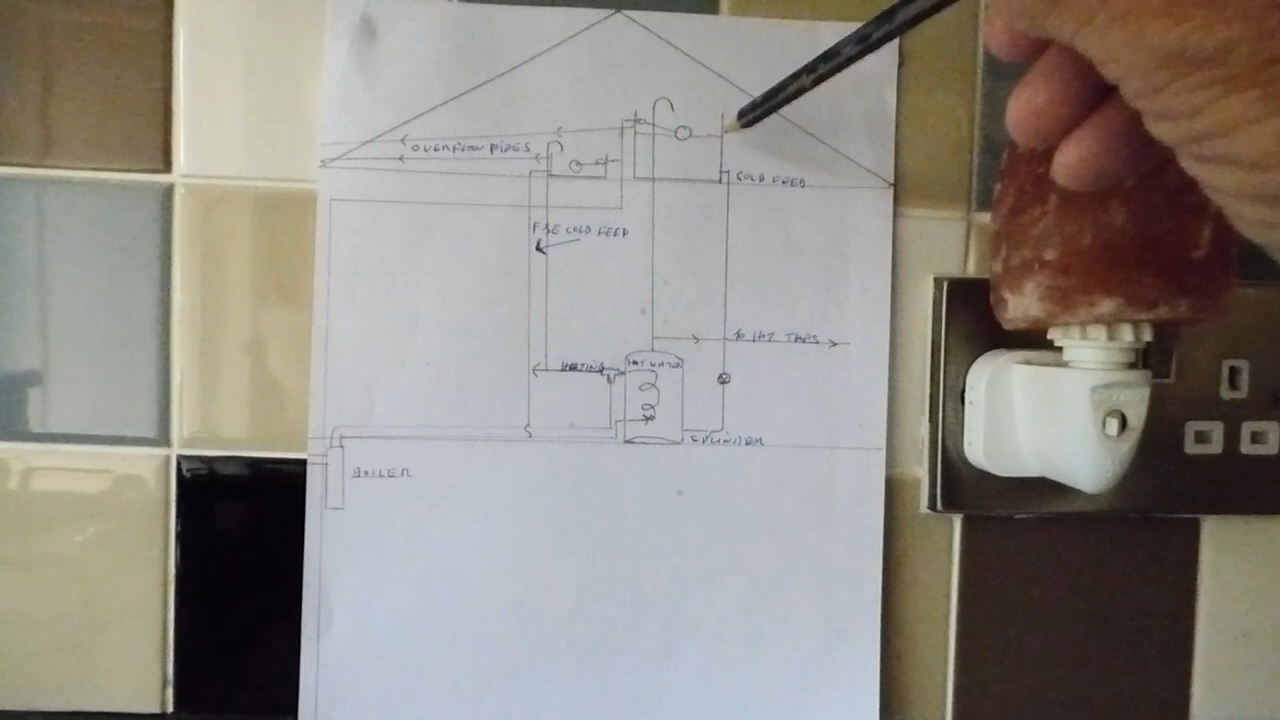 OVERFLOW PIPES
COLD FEED
F&E COLD FEED
TO HOT TAPS
HEATING
HOT WATER
CYLINDER
BOILER